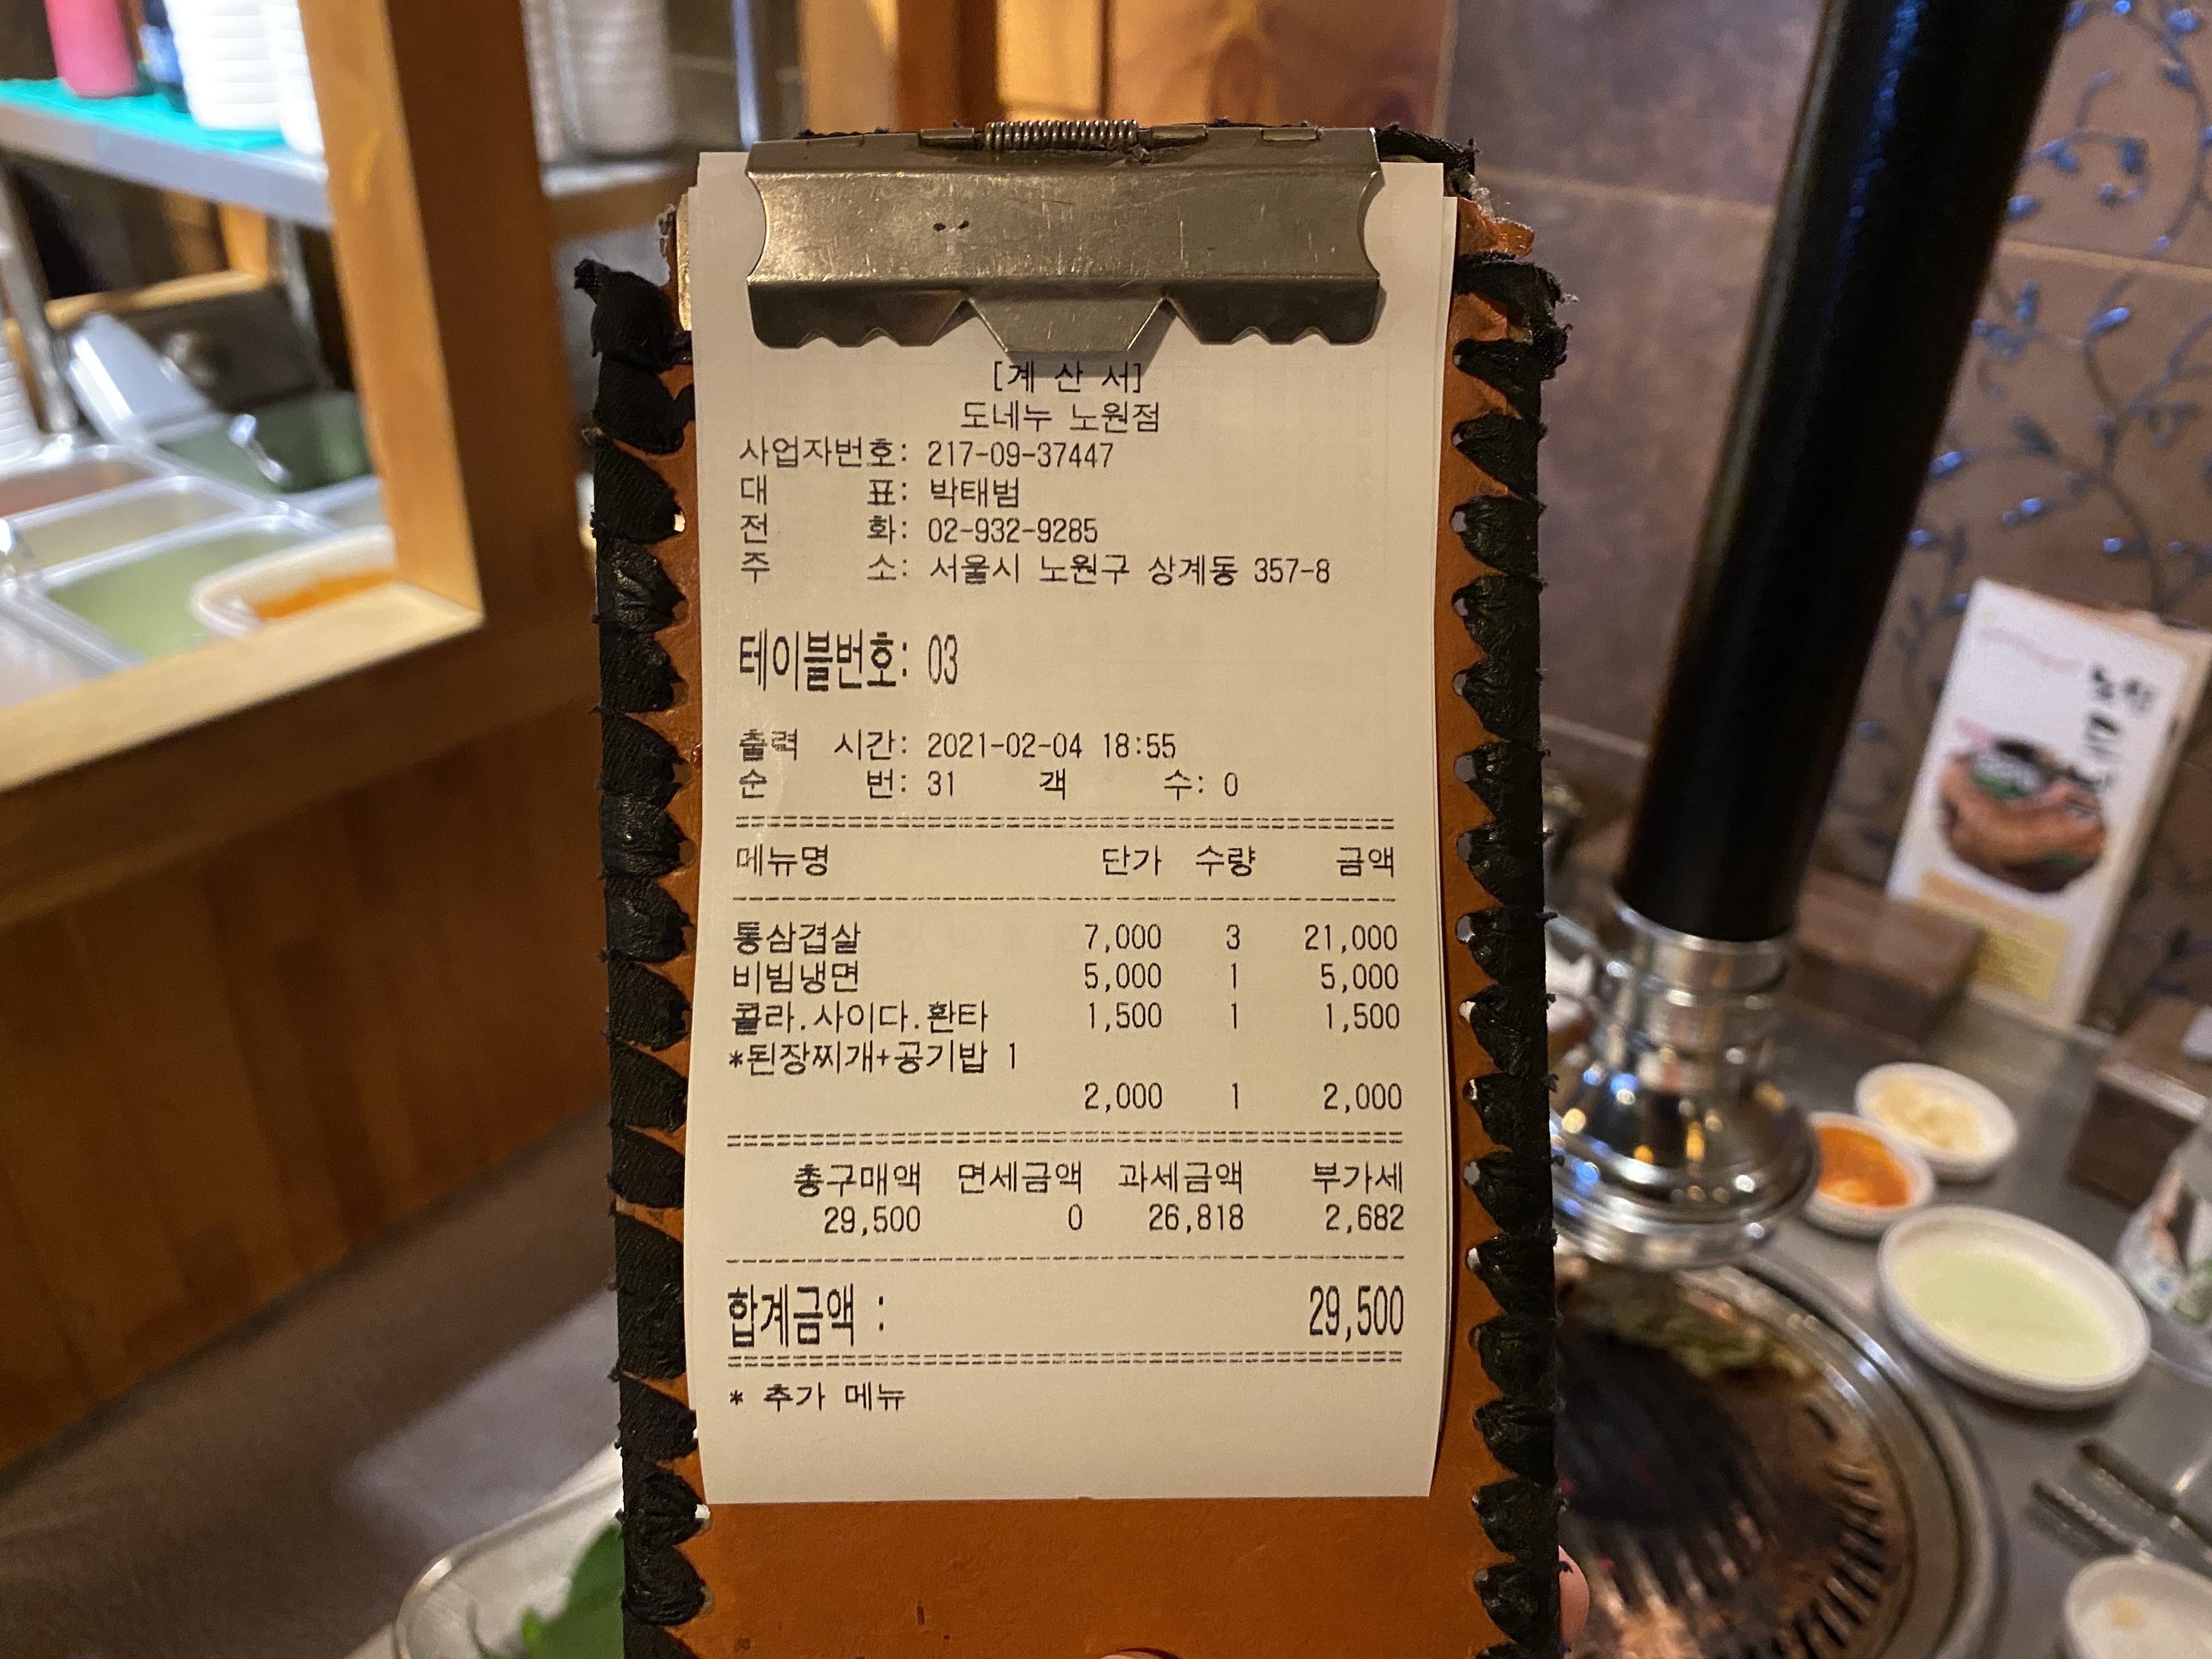 [계 산 서]
도네누 노원점
사업자번호: 217-09-37447
대 표: 박태범
전 화: 02-932-9285
주 소: 서울시 노원구 상계동 357-8
테이블번호: 03
출력 시간: 2021-02-04 18:55
순 번: 31 객 수: 0
메뉴명 단가 수량 금액
통삼겹살 7,000 3 21,000
비빔냉면 5,000 1 5,000
콜라.사이다.환타 1,500 1 1,500
*된장찌개+공기밥 1
2,000 1 2,000
총구매액 면세금액 과세금액 부가세
29,500 0 26,818 2,682
합계금액 : 29,500
* 추가 메뉴